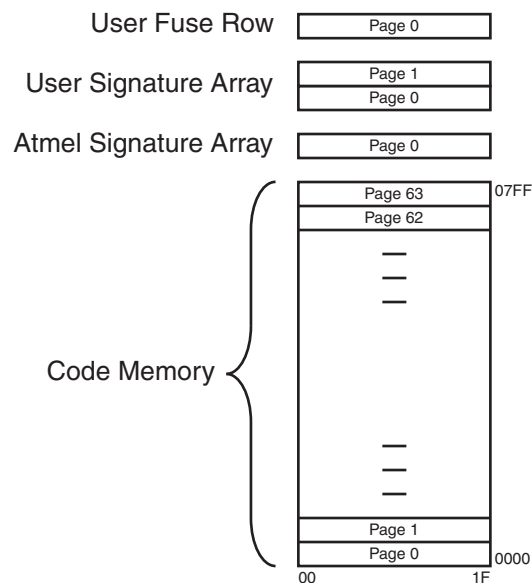 User Fuse Row
Page 0
User Signature Array
Page 1
Page 0
Atmel Signature Array
Page 0
Code Memory
Page 63
07FF
Page 62
Page 1
Page 0
0000
00
1F